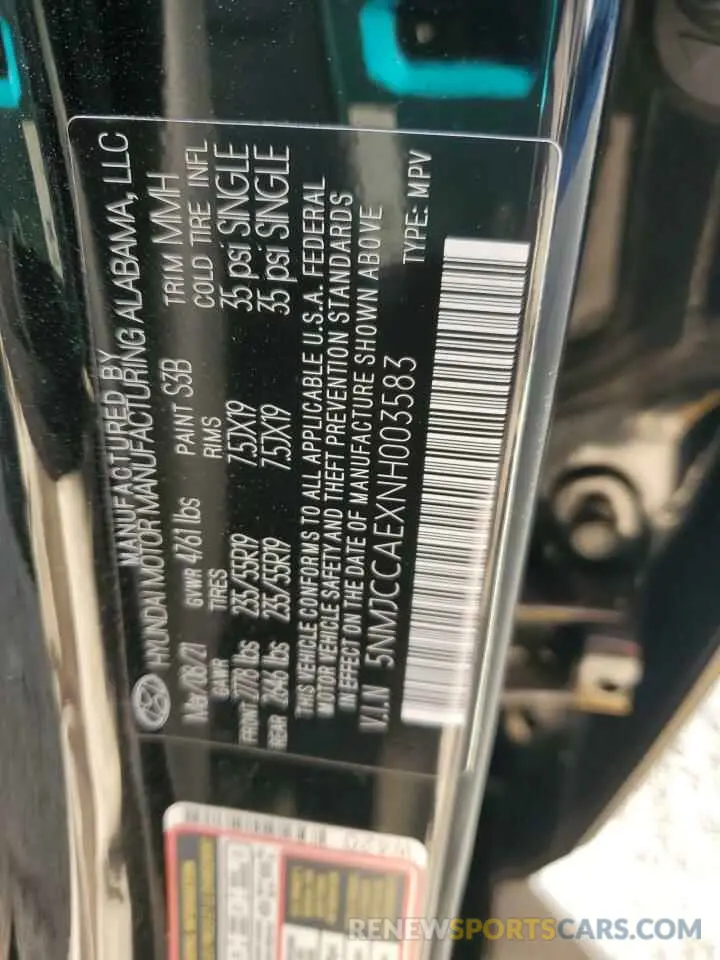 MANUFACTURED BY
HYUNDAI MOTOR MANUFACTURING ALABAMA, LLC
GVWR 4761 lbs PAINT S3B TRIM MMH
GAWR TIRES RIMS COLD TIRE INFL
FRONT 2778 lbs 235/55R19 7.5JX19 35 psi SINGLE
REAR 2646 lbs 235/55R19 7.5JX19 35 psi SINGLE
THIS VEHICLE CONFORMS TO ALL APPLICABLE U.S.A. FEDERAL
MOTOR VEHICLE SAFETY AND THEFT PREVENTION STANDARDS
IN EFFECT ON THE DATE OF MANUFACTURE SHOWN ABOVE
V.I.N 5NMJCCAEXNH003583 TYPE: MPV
RENEWSPORTSCARS.COM